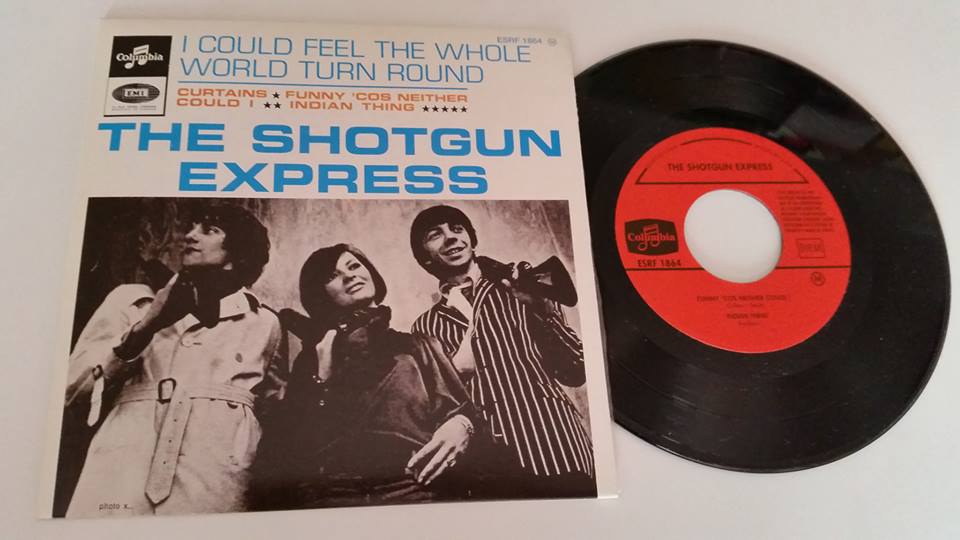 Columbia
EMI
ESRF 1864
I COULD FEEL THE WHOLE
WORLD TURN ROUND
CURTAINS ★ FUNNY 'COS NEITHER
COULD I ★★ INDIAN THING ★★★★★
THE SHOTGUN
EXPRESS
photo x...
THE SHOTGUN EXPRESS
Columbia
ESRF 1864
FUNNY 'COS NEITHER COULD I
INDIAN THING